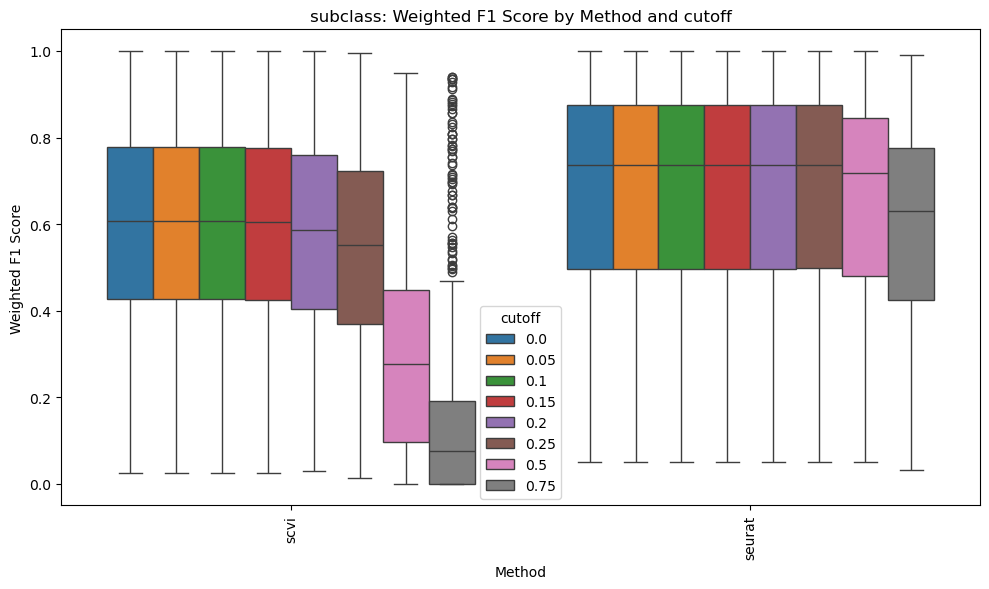 subclass: Weighted F1 Score by Method and cutoff
Weighted F1 Score
1.0
0.8
0.6
0.4
0.2
0.0
cutoff
0.0
0.05
0.1
0.15
0.2
0.25
0.5
0.75
scvi
seurat
Method